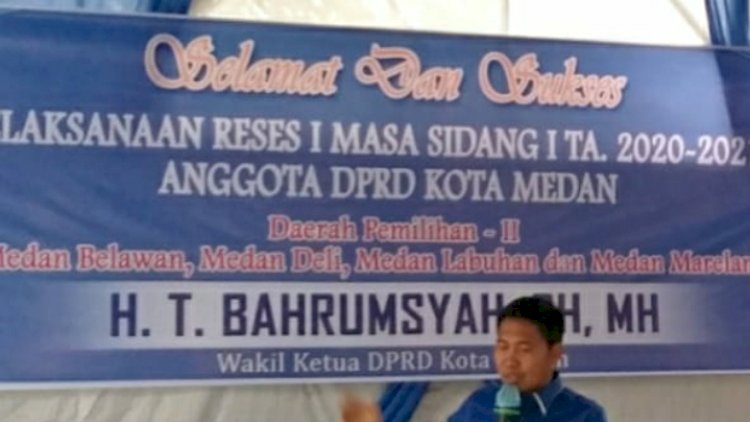 Selamat Dan Sukses
LAKSANAAN RESES I MASA SIDANG I TA. 2020-202
ANGGOTA DPRD KOTA MEDAN
Daerah Pemilihan - II
Medan Belawan, Medan Deli, Medan Labuhan dan Medan Marelan
H. T. BAHRUMSYAH, SH, MH
Wakil Ketua DPRD Kota